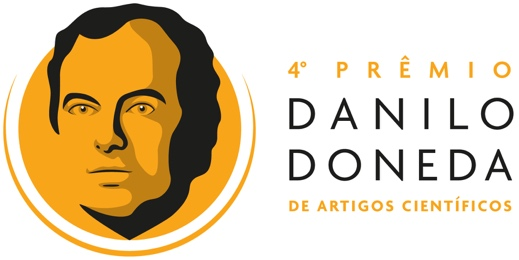 4º PRÊMIO
DANILO
DONEDA
DE ARTIGOS CIENTÍFICOS